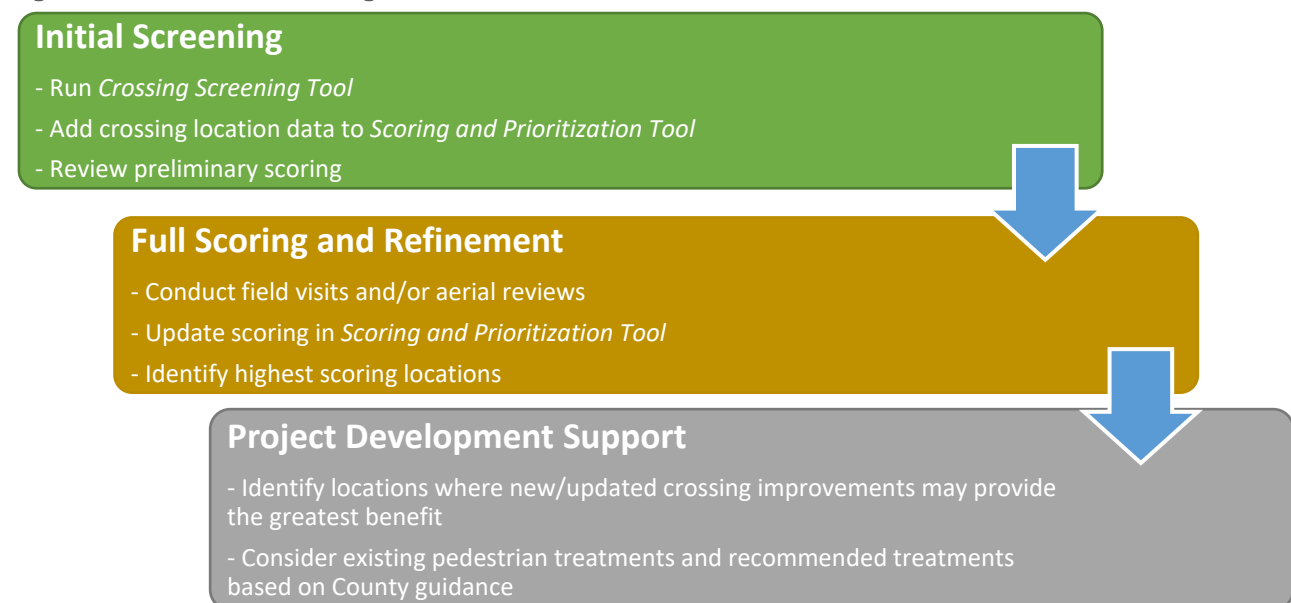 Initial Screening
- Run Crossing Screening Tool
- Add crossing location data to Scoring and Prioritization Tool
- Review preliminary scoring
Full Scoring and Refinement
- Conduct field visits and/or aerial reviews
- Update scoring in Scoring and Prioritization Tool
- Identify highest scoring locations
Project Development Support
- Identify locations where new/updated crossing improvements may provide
the greatest benefit
- Consider existing pedestrian treatments and recommended treatments
based on County guidance